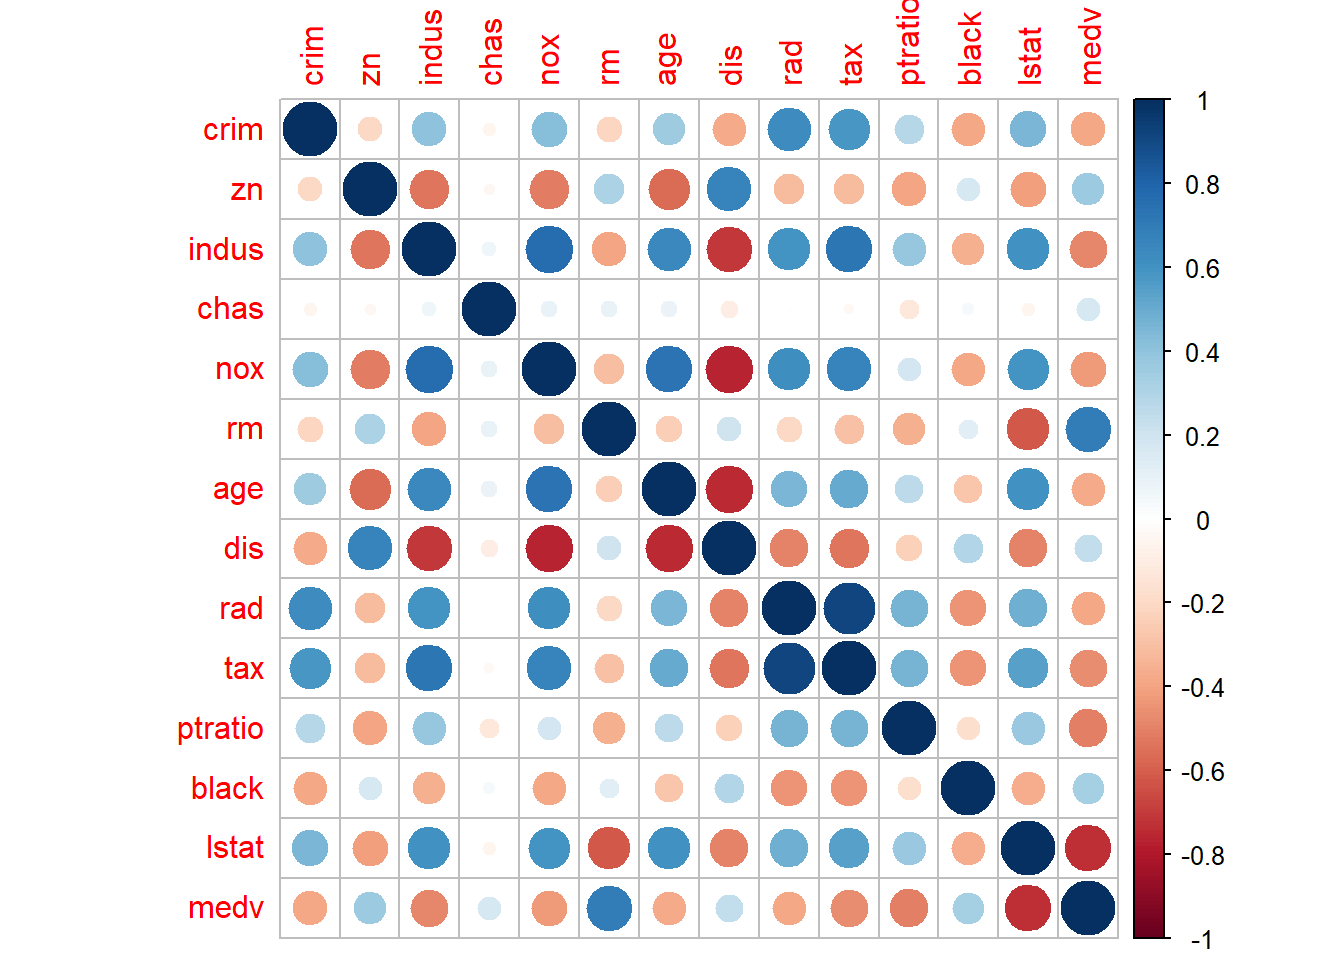 crim zn indus chas nox rm age dis rad tax ptratio black lstat medv
crim
zn
indus
chas
nox
rm
age
dis
rad
tax
ptratio
black
lstat
medv
1
0.8
0.6
0.4
0.2
0
-0.2
-0.4
-0.6
-0.8
-1